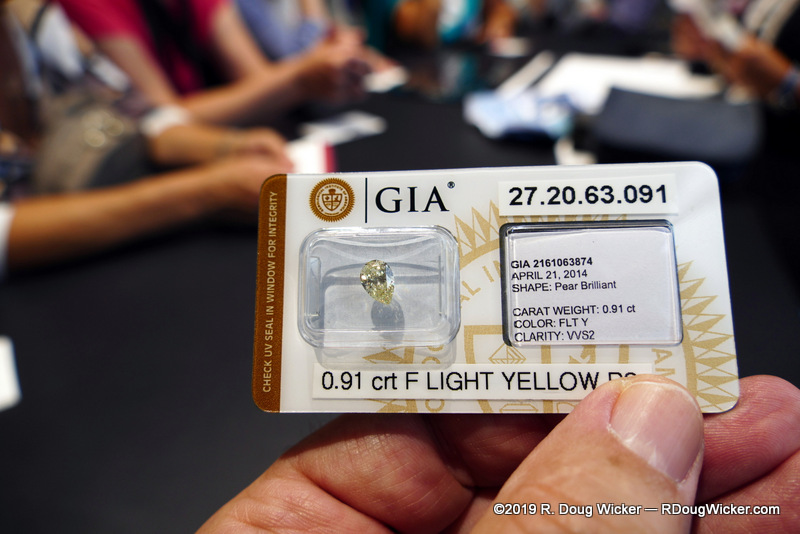 CHECK UV SEAL IN WINDOW FOR INTEGRITY
GIA®
27.20.63.091
GIA 2161063874
APRIL 21, 2014
SHAPE: Pear Brilliant
CARAT WEIGHT: 0.91 ct
COLOR: FLT Y
CLARITY: VVS2
0.91 crt F LIGHT YELLOW
©2019 R. Doug Wicker — RDougWicker.com